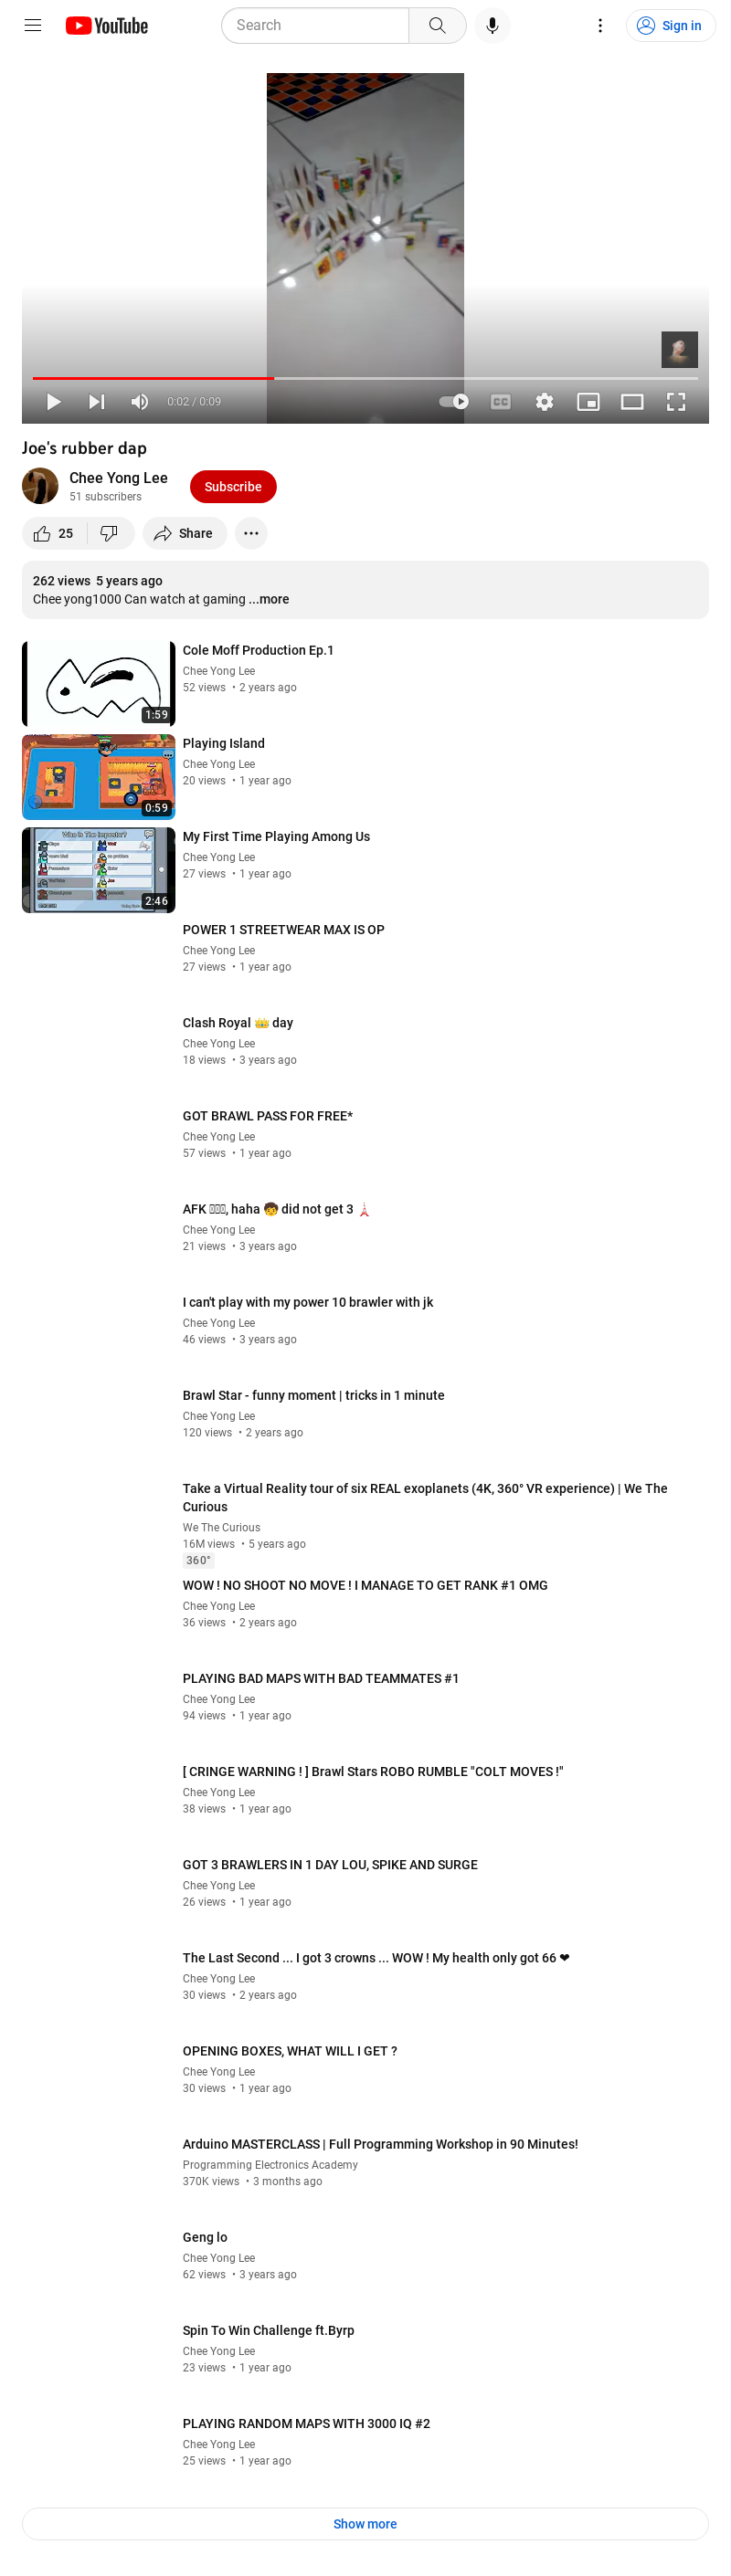 YouTube
Search
Sign in
0:02 / 0:09
CC
Joe's rubber dap
Chee Yong Lee
51 subscribers
Subscribe
25
Share
262 views 5 years ago
Chee yong1000 Can watch at gaming ...more
1:59
Cole Moff Production Ep.1
Chee Yong Lee
52 views • 2 years ago
0:59
Playing Island
Chee Yong Lee
20 views • 1 year ago
Who Is The Impostor?
2:46
My First Time Playing Among Us
Chee Yong Lee
27 views • 1 year ago
POWER 1 STREETWEAR MAX IS OP
Chee Yong Lee
27 views • 1 year ago
Clash Royal 👑 day
Chee Yong Lee
18 views • 3 years ago
GOT BRAWL PASS FOR FREE*
Chee Yong Lee
57 views • 1 year ago
AFK , haha 🧒 did not get 3 🗼
Chee Yong Lee
21 views • 3 years ago
I can't play with my power 10 brawler with jk
Chee Yong Lee
46 views • 3 years ago
Brawl Star - funny moment | tricks in 1 minute
Chee Yong Lee
120 views • 2 years ago
Take a Virtual Reality tour of six REAL exoplanets (4K, 360° VR experience) | We The
Curious
We The Curious
16M views • 5 years ago
360°
WOW ! NO SHOOT NO MOVE ! I MANAGE TO GET RANK #1 OMG
Chee Yong Lee
36 views • 2 years ago
PLAYING BAD MAPS WITH BAD TEAMMATES #1
Chee Yong Lee
94 views • 1 year ago
[ CRINGE WARNING ! ] Brawl Stars ROBO RUMBLE "COLT MOVES !"
Chee Yong Lee
38 views • 1 year ago
GOT 3 BRAWLERS IN 1 DAY LOU, SPIKE AND SURGE
Chee Yong Lee
26 views • 1 year ago
The Last Second ... I got 3 crowns ... WOW ! My health only got 66 ❤
Chee Yong Lee
30 views • 2 years ago
OPENING BOXES, WHAT WILL I GET ?
Chee Yong Lee
30 views • 1 year ago
Arduino MASTERCLASS | Full Programming Workshop in 90 Minutes!
Programming Electronics Academy
370K views • 3 months ago
Geng lo
Chee Yong Lee
62 views • 3 years ago
Spin To Win Challenge ft.Byrp
Chee Yong Lee
23 views • 1 year ago
PLAYING RANDOM MAPS WITH 3000 IQ #2
Chee Yong Lee
25 views • 1 year ago
Show more